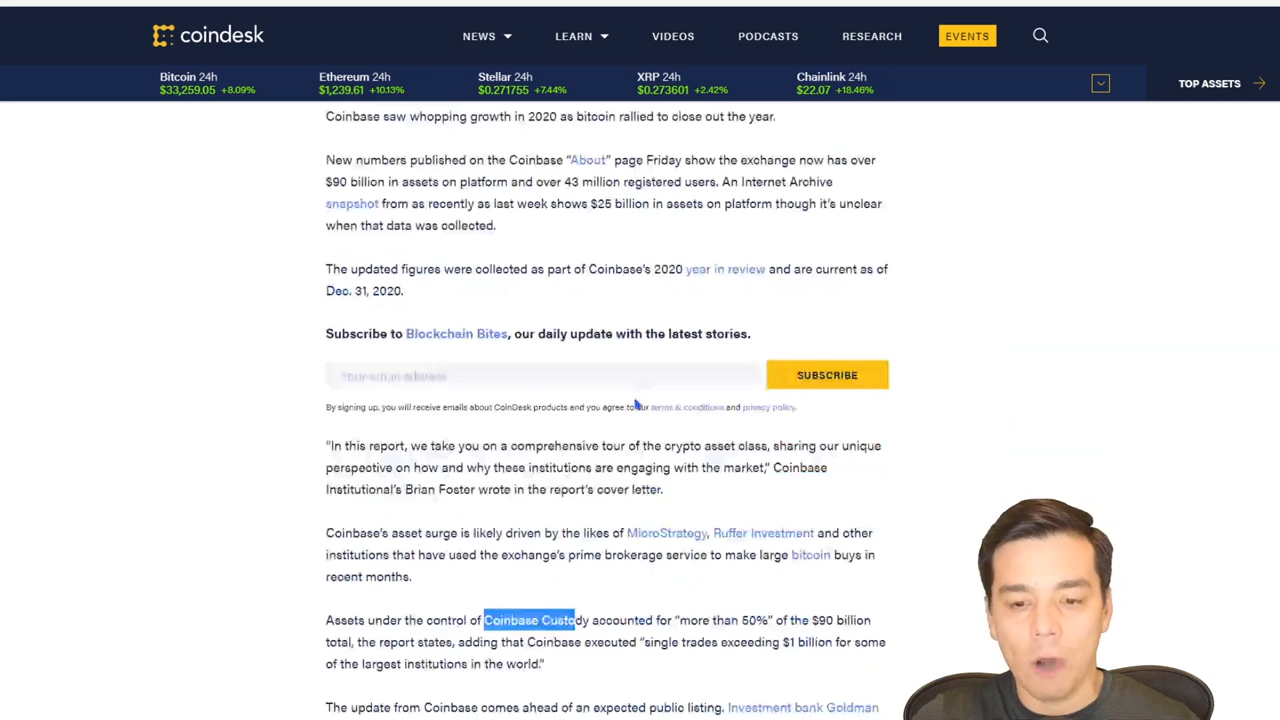 coindesk
NEWS LEARN VIDEOS PODCASTS RESEARCH EVENTS
Bitcoin 24h Ethereum 24h Stellar 24h XRP 24h Chainlink 24h
$33,259.05 +8.09% $1,239.61 +10.13% $0.271755 +7.44% $0.273601 +2.42% $22.07 +18.46%
TOP ASSETS
Coinbase saw whopping growth in 2020 as bitcoin rallied to close out the year.
New numbers published on the Coinbase “About” page Friday show the exchange now has over
$90 billion in assets on platform and over 43 million registered users. An Internet Archive
snapshot from as recently as last week shows $25 billion in assets on platform though it’s unclear
when that data was collected.
The updated figures were collected as part of Coinbase’s 2020 year in review and are current as of
Dec. 31, 2020.
Subscribe to Blockchain Bites, our daily update with the latest stories.
Your email address
SUBSCRIBE
By signing up, you will receive emails about CoinDesk products and you agree to our terms & conditions and privacy policy.
“In this report, we take you on a comprehensive tour of the crypto asset class, sharing our unique
perspective on how and why these institutions are engaging with the market,” Coinbase
Institutional’s Brian Foster wrote in the report’s cover letter.
Coinbase’s asset surge is likely driven by the likes of MicroStrategy, Ruffer Investment and other
institutions that have used the exchange’s prime brokerage service to make large bitcoin buys in
recent months.
Assets under the control of Coinbase Custody accounted for “more than 50%” of the $90 billion
total, the report states, adding that Coinbase executed “single trades exceeding $1 billion for some
of the largest institutions in the world.”
The update from Coinbase comes ahead of an expected public listing. Investment bank Goldman